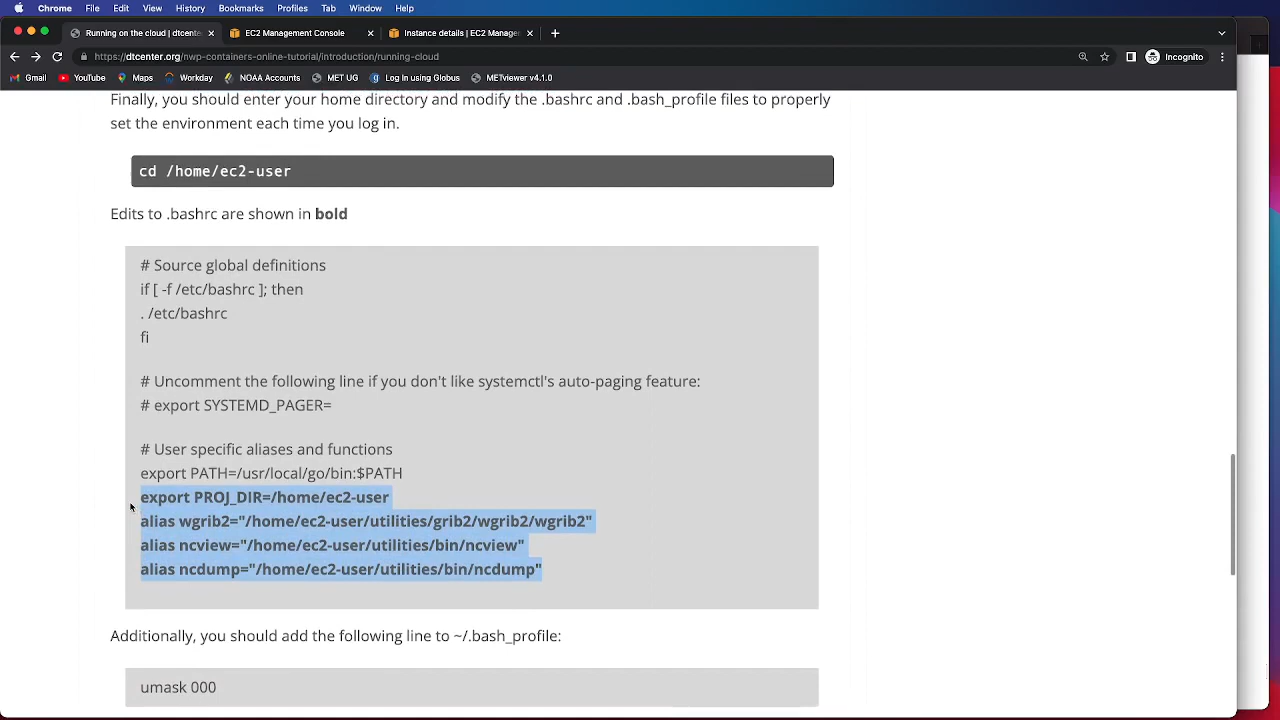 Chrome File Edit View History Bookmarks Profiles Tab Window Help
Running on the cloud | dtcente
EC2 Management Console
Instance details | EC2 Manage
https://dtcenter.org/nwp-containers-online-tutorial/introduction/running-cloud
Incognito
Gmail YouTube Maps Workday NOAA Accounts MET UG Log in using Globus METViewer v4.1.0
Finally, you should enter your home directory and modify the .bashrc and .bash_profile files to properly
set the environment each time you log in.
cd /home/ec2-user
Edits to .bashrc are shown in bold
# Source global definitions
if [ -f /etc/bashrc ]; then
. /etc/bashrc
fi
# Uncomment the following line if you don't like systemctl's auto-paging feature:
# export SYSTEMD_PAGER=
# User specific aliases and functions
export PATH=/usr/local/go/bin:$PATH
export PROJ_DIR=/home/ec2-user
alias wgrib2="/home/ec2-user/utilities/grib2/wgrib2/wgrib2"
alias ncview="/home/ec2-user/utilities/bin/ncview"
alias ncdump="/home/ec2-user/utilities/bin/ncdump"
Additionally, you should add the following line to ~/.bash_profile:
umask 000